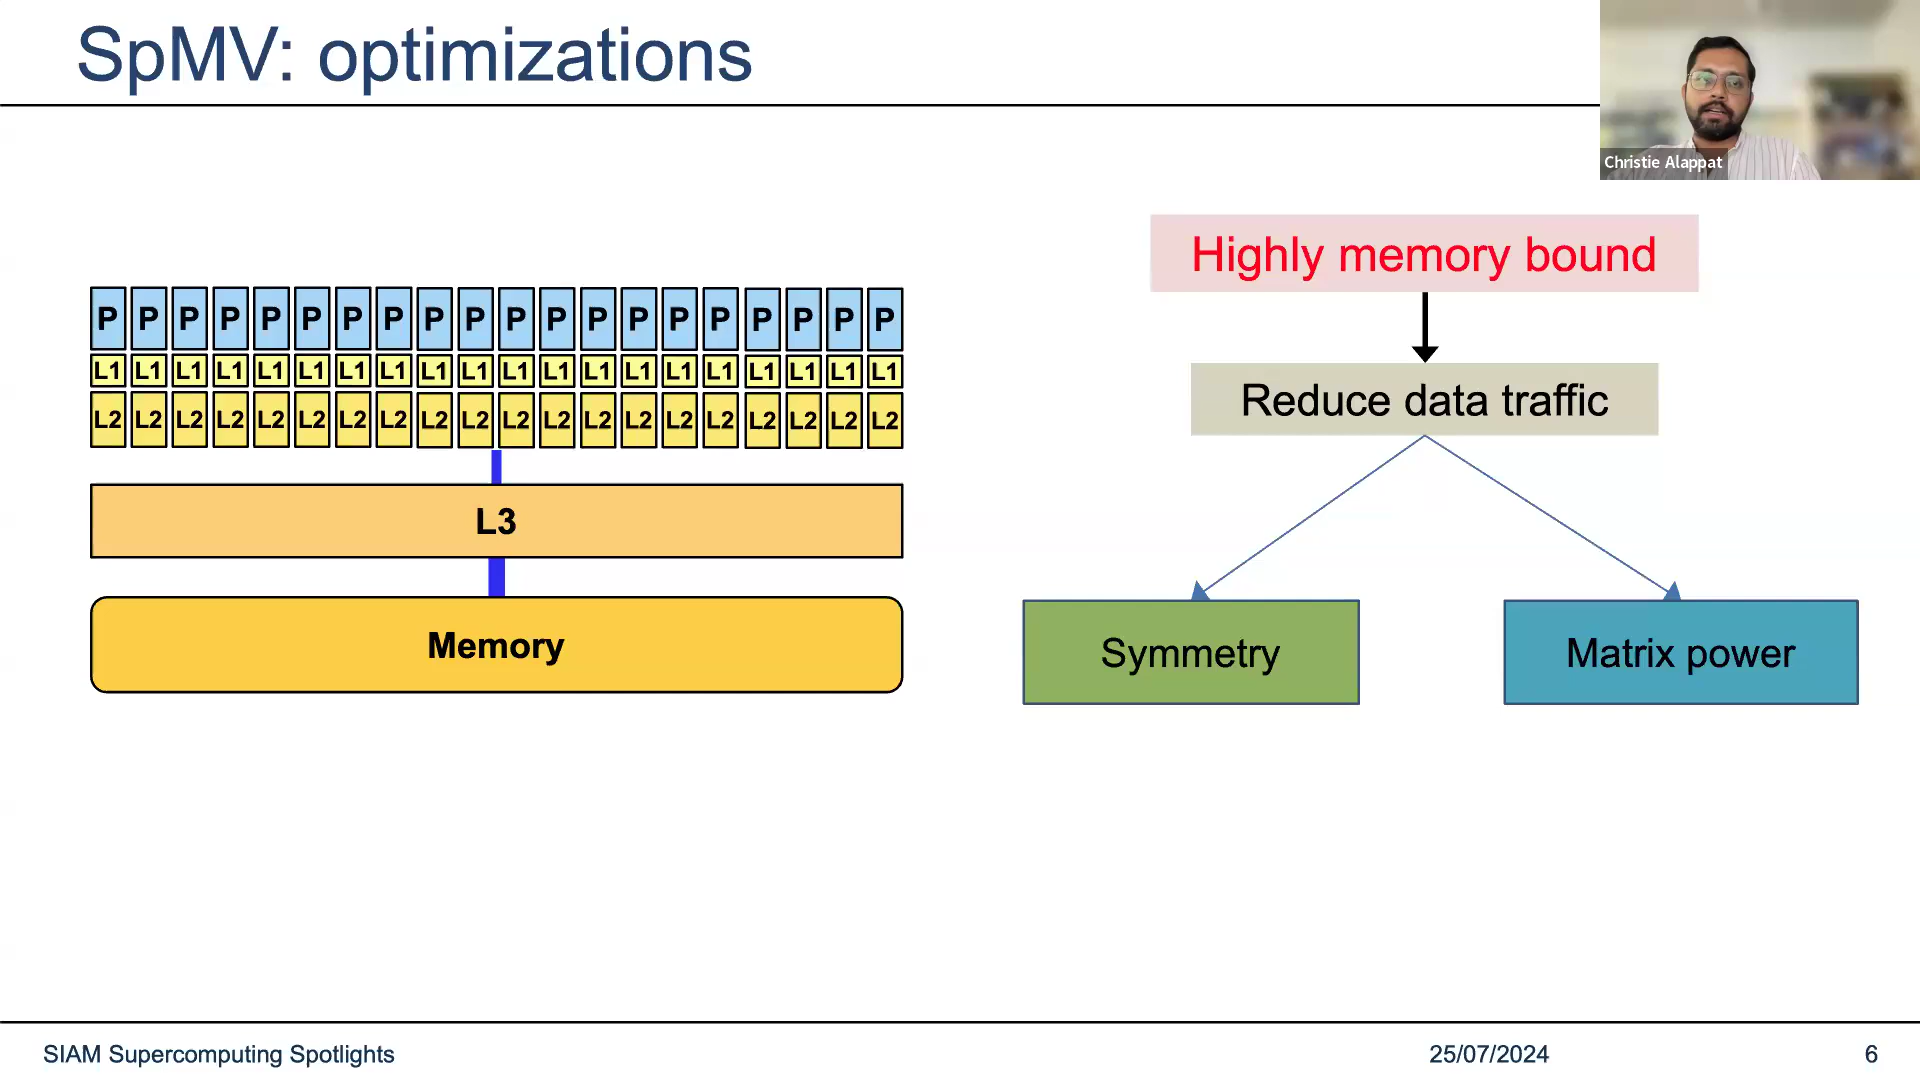 SpMV: optimizations
Christie Alappat
Highly memory bound
Reduce data traffic
Symmetry
Matrix power
P P P P P P P P P P P P P P P P P P P P
L1 L1 L1 L1 L1 L1 L1 L1 L1 L1 L1 L1 L1 L1 L1 L1 L1 L1 L1 L1
L2 L2 L2 L2 L2 L2 L2 L2 L2 L2 L2 L2 L2 L2 L2 L2 L2 L2 L2 L2
L3
Memory
SIAM Supercomputing Spotlights
25/07/2024
6